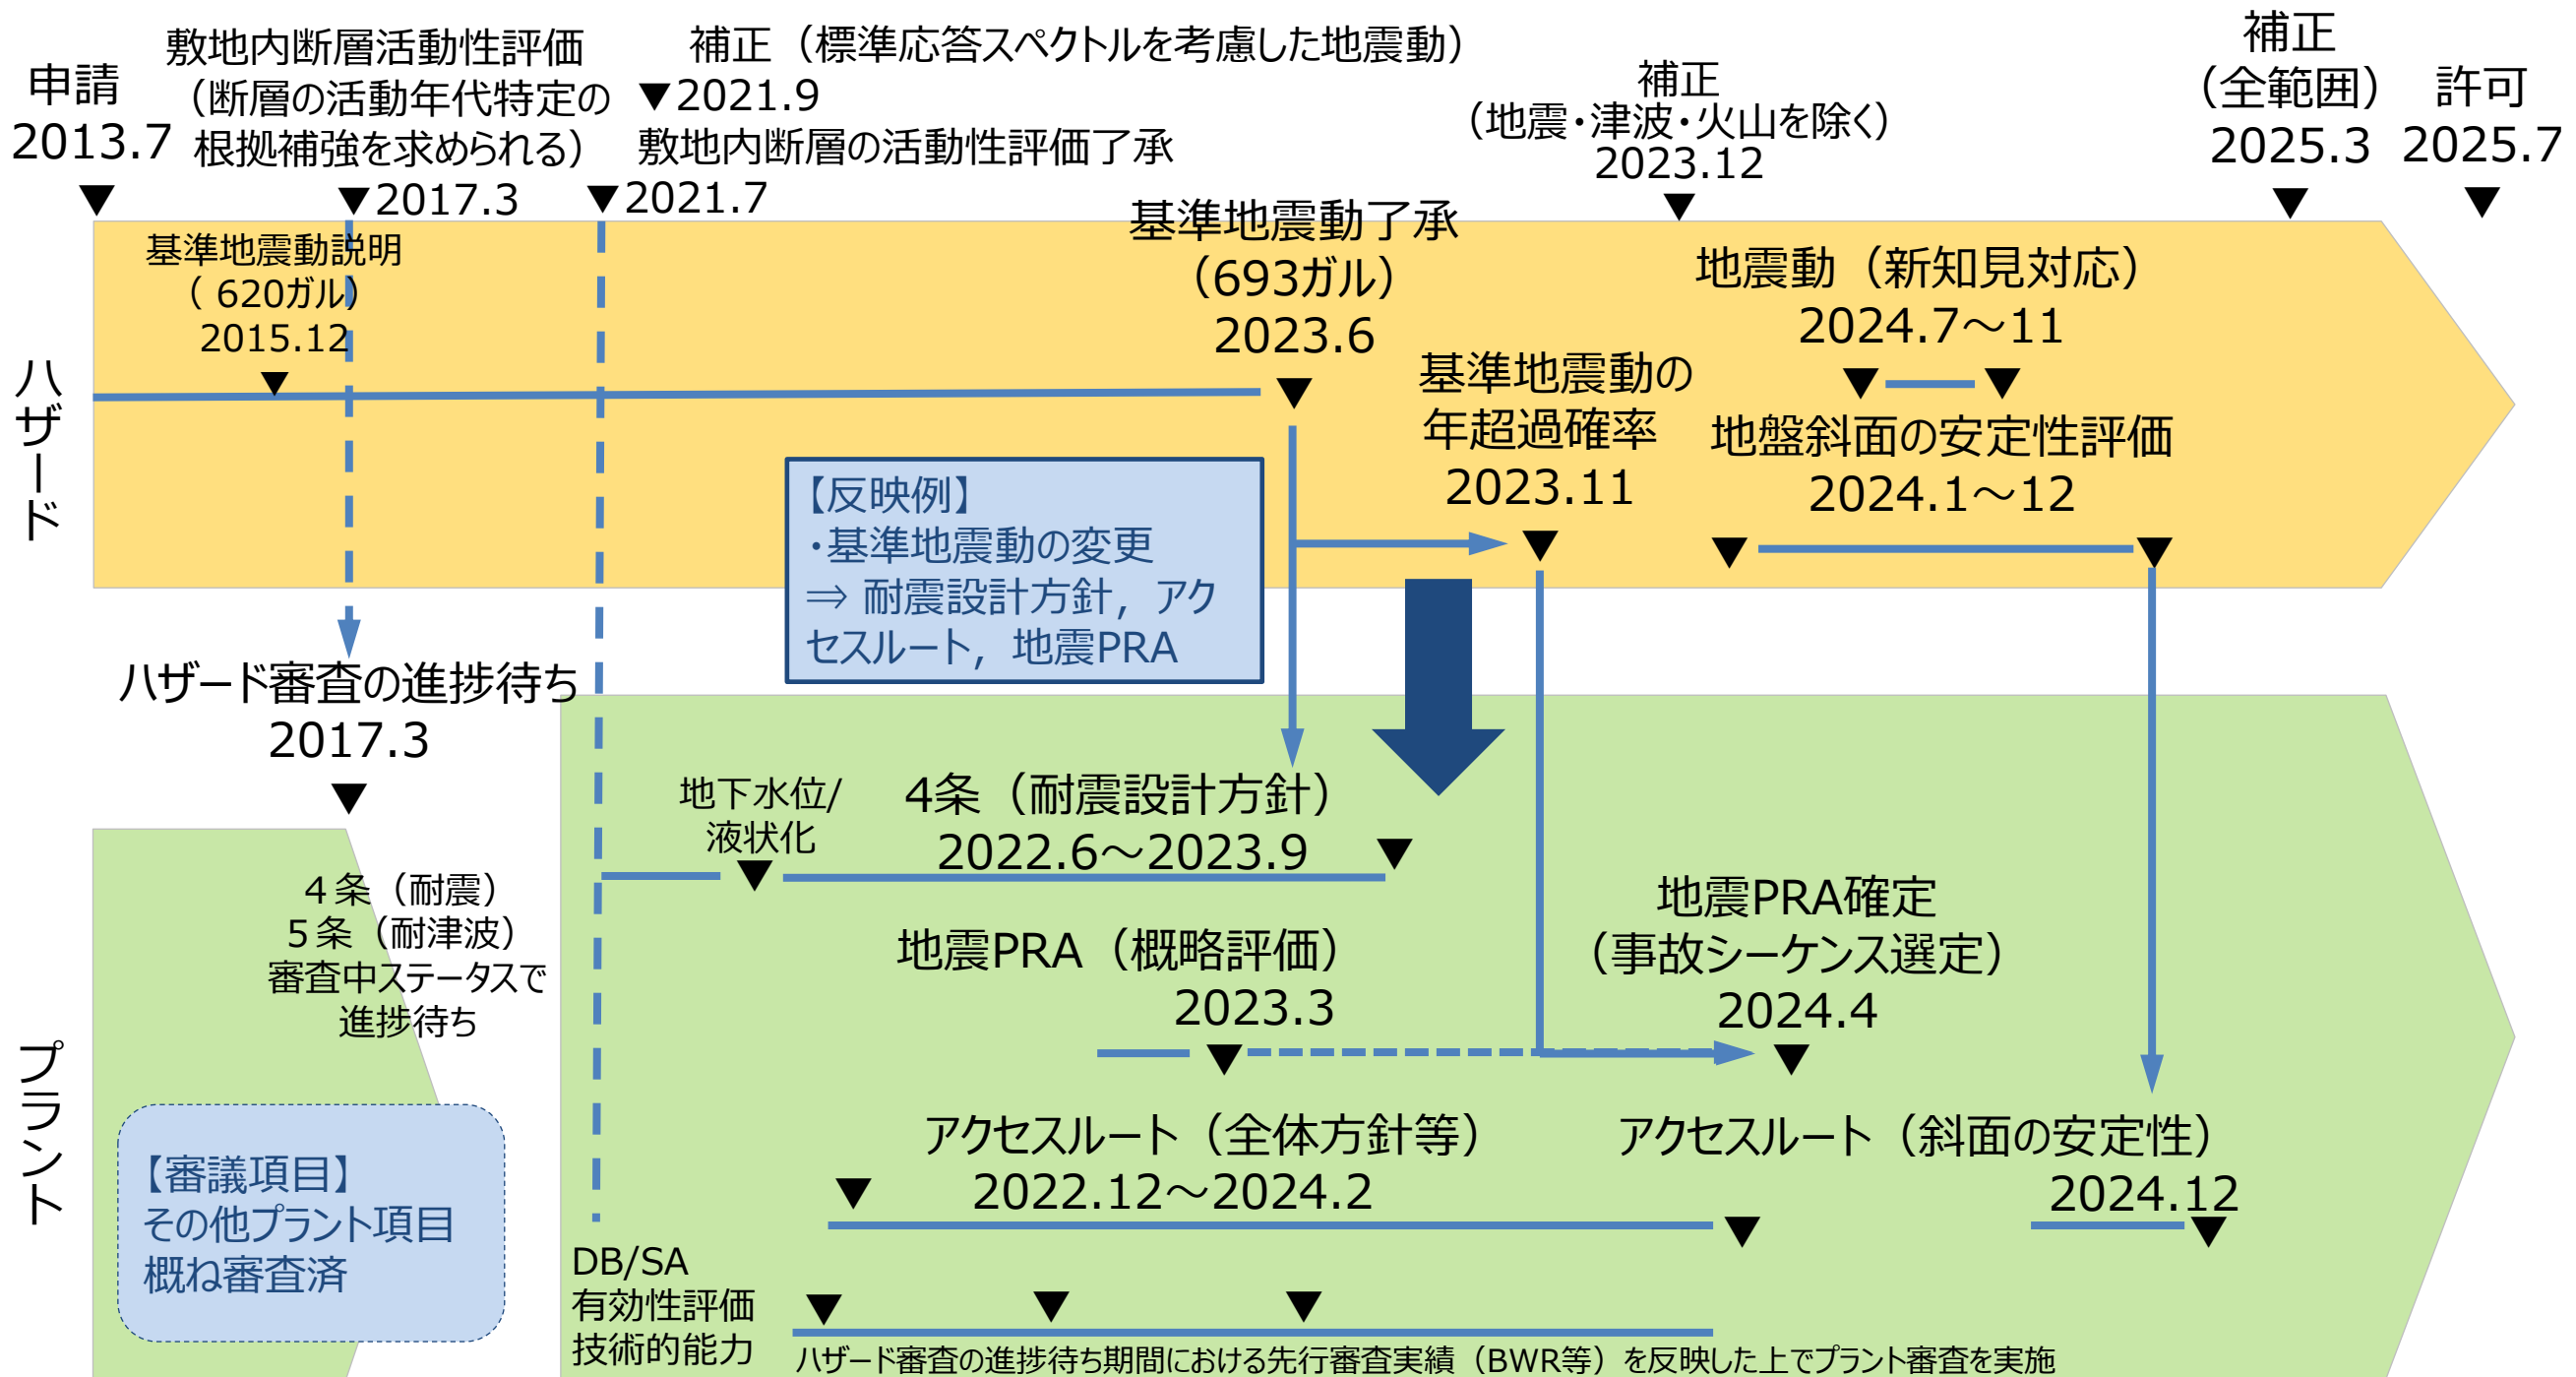 申請
2013.7
敷地内断層活動性評価
（断層の活動年代特定の
根拠補強を求められる）
2017.3
補正（標準応答スペクトルを考慮した地震動）
2021.9
敷地内断層の活動性評価了承
2021.7
補正
（地震・津波・火山を除く）
2023.12
補正
（全範囲）
2025.3
許可
2025.7
ハザード
基準地震動説明
（ 620ガル）
2015.12
基準地震動了承
（693ガル）
2023.6
基準地震動の
年超過確率
2023.11
地震動（新知見対応）
2024.7～11
地盤斜面の安定性評価
2024.1～12
【反映例】
・基準地震動の変更
⇒ 耐震設計方針，アク
セスルート，地震PRA
ハザード審査の進捗待ち
2017.3
プラント
４条（耐震）
５条（耐津波）
審査中ステータスで
進捗待ち
【審議項目】
その他プラント項目
概ね審査済
地下水位/
液状化
4条（耐震設計方針）
2022.6～2023.9
地震PRA（概略評価）
2023.3
地震PRA確定
（事故シーケンス選定）
2024.4
アクセスルート（全体方針等）
2022.12～2024.2
アクセスルート（斜面の安定性）
2024.12
DB/SA
有効性評価
技術的能力
ハザード審査の進捗待ち期間における先行審査実績（BWR等）を反映した上でプラント審査を実施